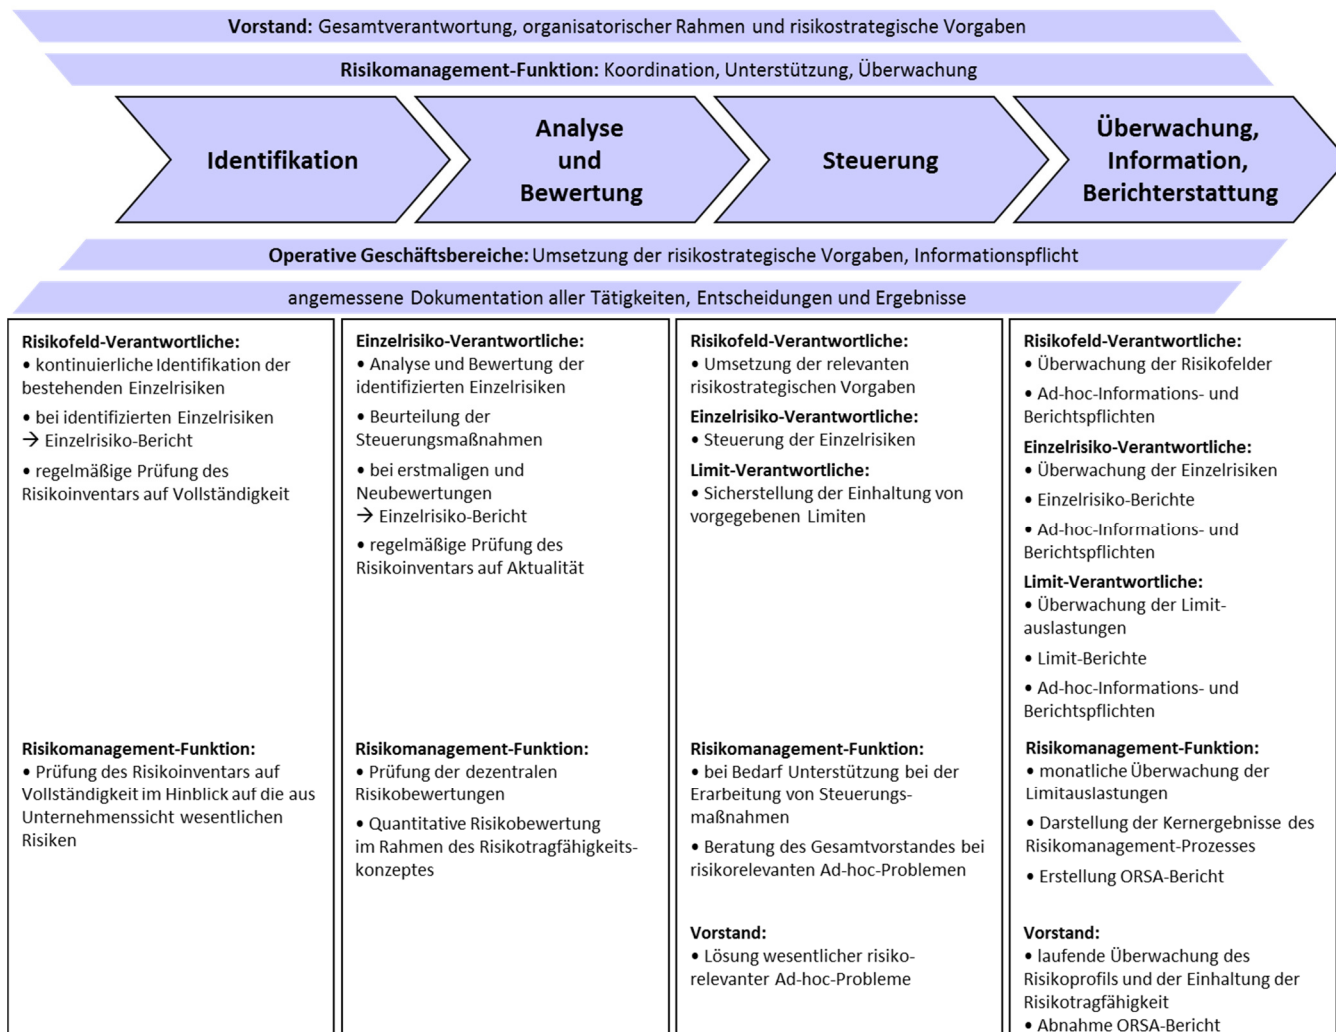 Vorstand: Gesamtverantwortung, organisatorischer Rahmen und risikostrategische Vorgaben
Risikomanagement-Funktion: Koordination, Unterstützung, Überwachung
Identifikation
Analyse
und
Bewertung
Steuerung
Überwachung,
Information,
Berichterstattung
Operative Geschäftsbereiche: Umsetzung der risikostrategische Vorgaben, Informationspflicht
angemessene Dokumentation aller Tätigkeiten, Entscheidungen und Ergebnisse
Risikofeld-Verantwortliche:
• kontinuierliche Identifikation der
bestehenden Einzelrisiken
• bei identifizierten Einzelrisiken
→ Einzelrisiko-Bericht
• regelmäßige Prüfung des
Risikoinventars auf Vollständigkeit
Risikomanagement-Funktion:
• Prüfung des Risikoinventars auf
Vollständigkeit im Hinblick auf die aus
Unternehmenssicht wesentlichen
Risiken
Einzelrisiko-Verantwortliche:
• Analyse und Bewertung der
identifizierten Einzelrisiken
• Beurteilung der
Steuerungsmaßnahmen
• bei erstmaligen und
Neubewertungen
→ Einzelrisiko-Bericht
• regelmäßige Prüfung des
Risikoinventars auf Aktualität
Risikomanagement-Funktion:
• Prüfung der dezentralen
Risikobewertungen
• Quantitative Risikobewertung
im Rahmen des Risikotragfähigkeits-
konzeptes
Risikofeld-Verantwortliche:
• Umsetzung der relevanten
risikostrategischen Vorgaben
Einzelrisiko-Verantwortliche:
• Steuerung der Einzelrisiken
Limit-Verantwortliche:
• Sicherstellung der Einhaltung von
vorgegebenen Limiten
Risikomanagement-Funktion:
• bei Bedarf Unterstützung bei der
Erarbeitung von Steuerungs-
maßnahmen
• Beratung des Gesamtvorstandes bei
risikorelevanten Ad-hoc-Problemen
Vorstand:
• Lösung wesentlicher risiko-
relevanter Ad-hoc-Probleme
Risikofeld-Verantwortliche:
• Überwachung der Risikofelder
• Ad-hoc-Informations- und
Berichtspflichten
Einzelrisiko-Verantwortliche:
• Überwachung der Einzelrisiken
• Einzelrisiko-Berichte
• Ad-hoc-Informations- und
Berichtspflichten
Limit-Verantwortliche:
• Überwachung der Limit-
auslastungen
• Limit-Berichte
• Ad-hoc-Informations- und
Berichtspflichten
Risikomanagement-Funktion:
• monatliche Überwachung der
Limitauslastungen
• Darstellung der Kernergebnisse des
Risikomanagement-Prozesses
• Erstellung ORSA-Bericht
Vorstand:
• laufende Überwachung des
Risikoprofils und der Einhaltung der
Risikotragfähigkeit
• Abnahme ORSA-Bericht